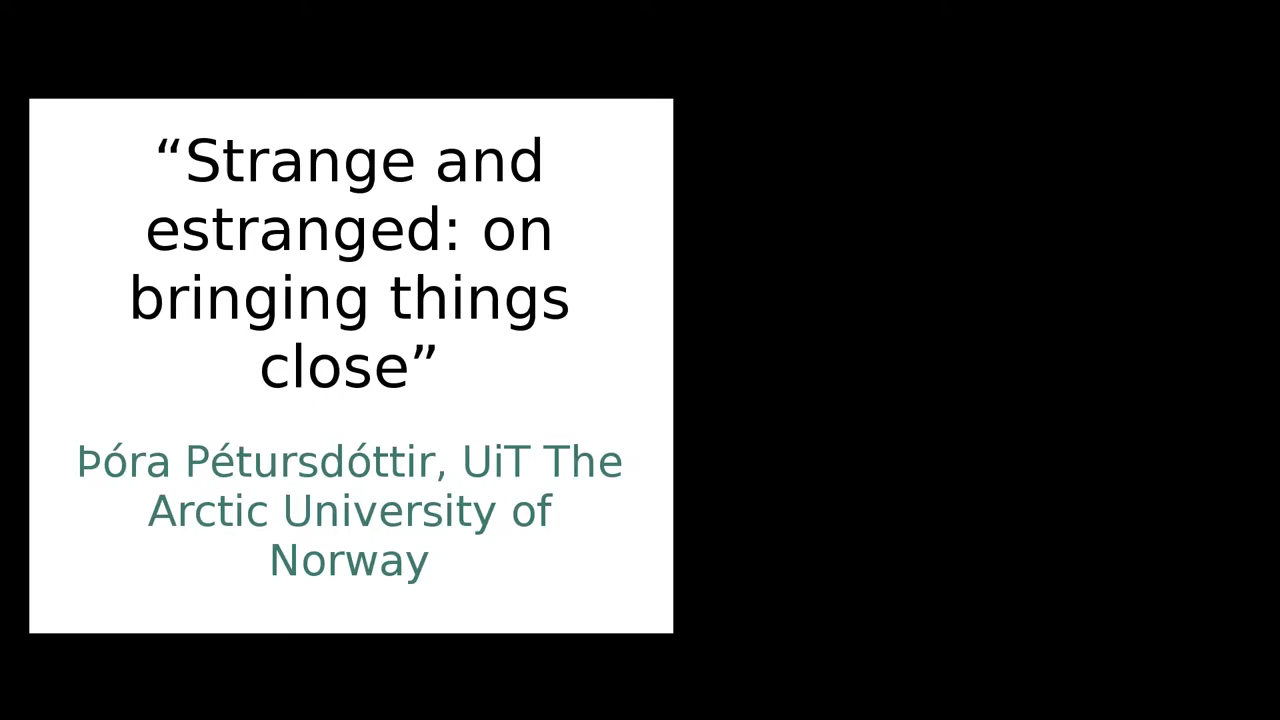 “Strange and
estranged: on
bringing things
close”
Þóra Pétursdóttir, UiT The
Arctic University of
Norway